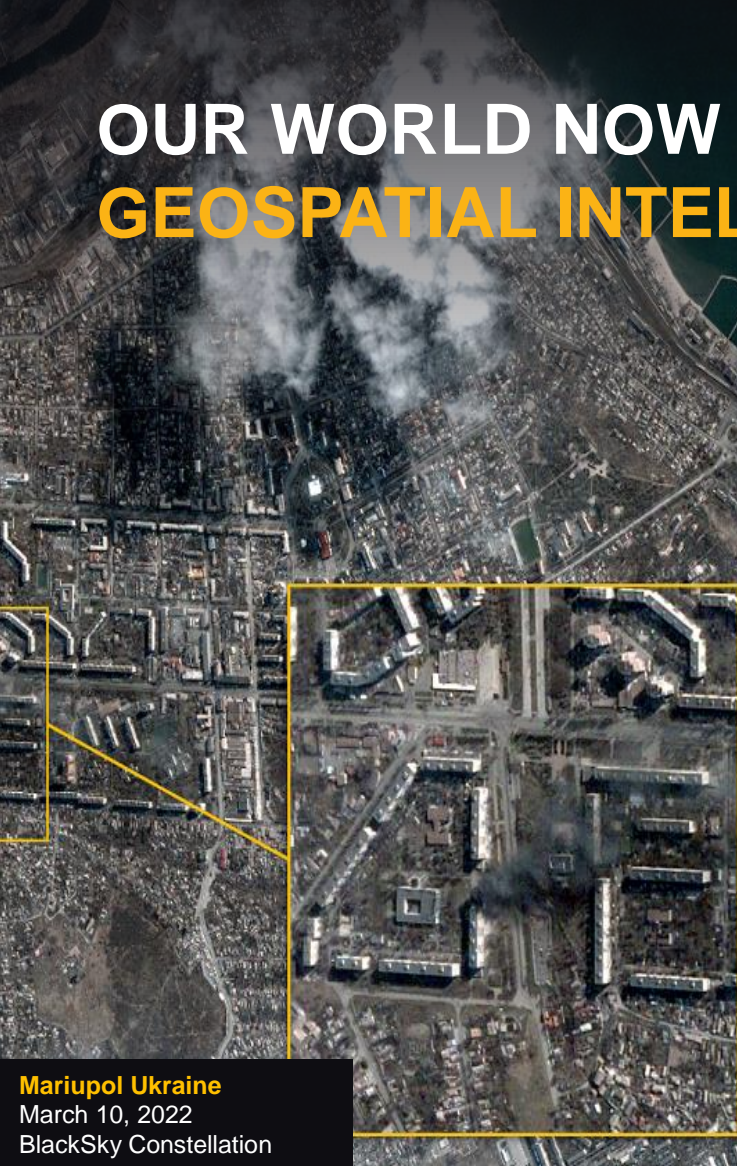 OUR WORLD NOW
GEOSPATIAL INTEL
Mariupol Ukraine
March 10, 2022
BlackSky Constellation